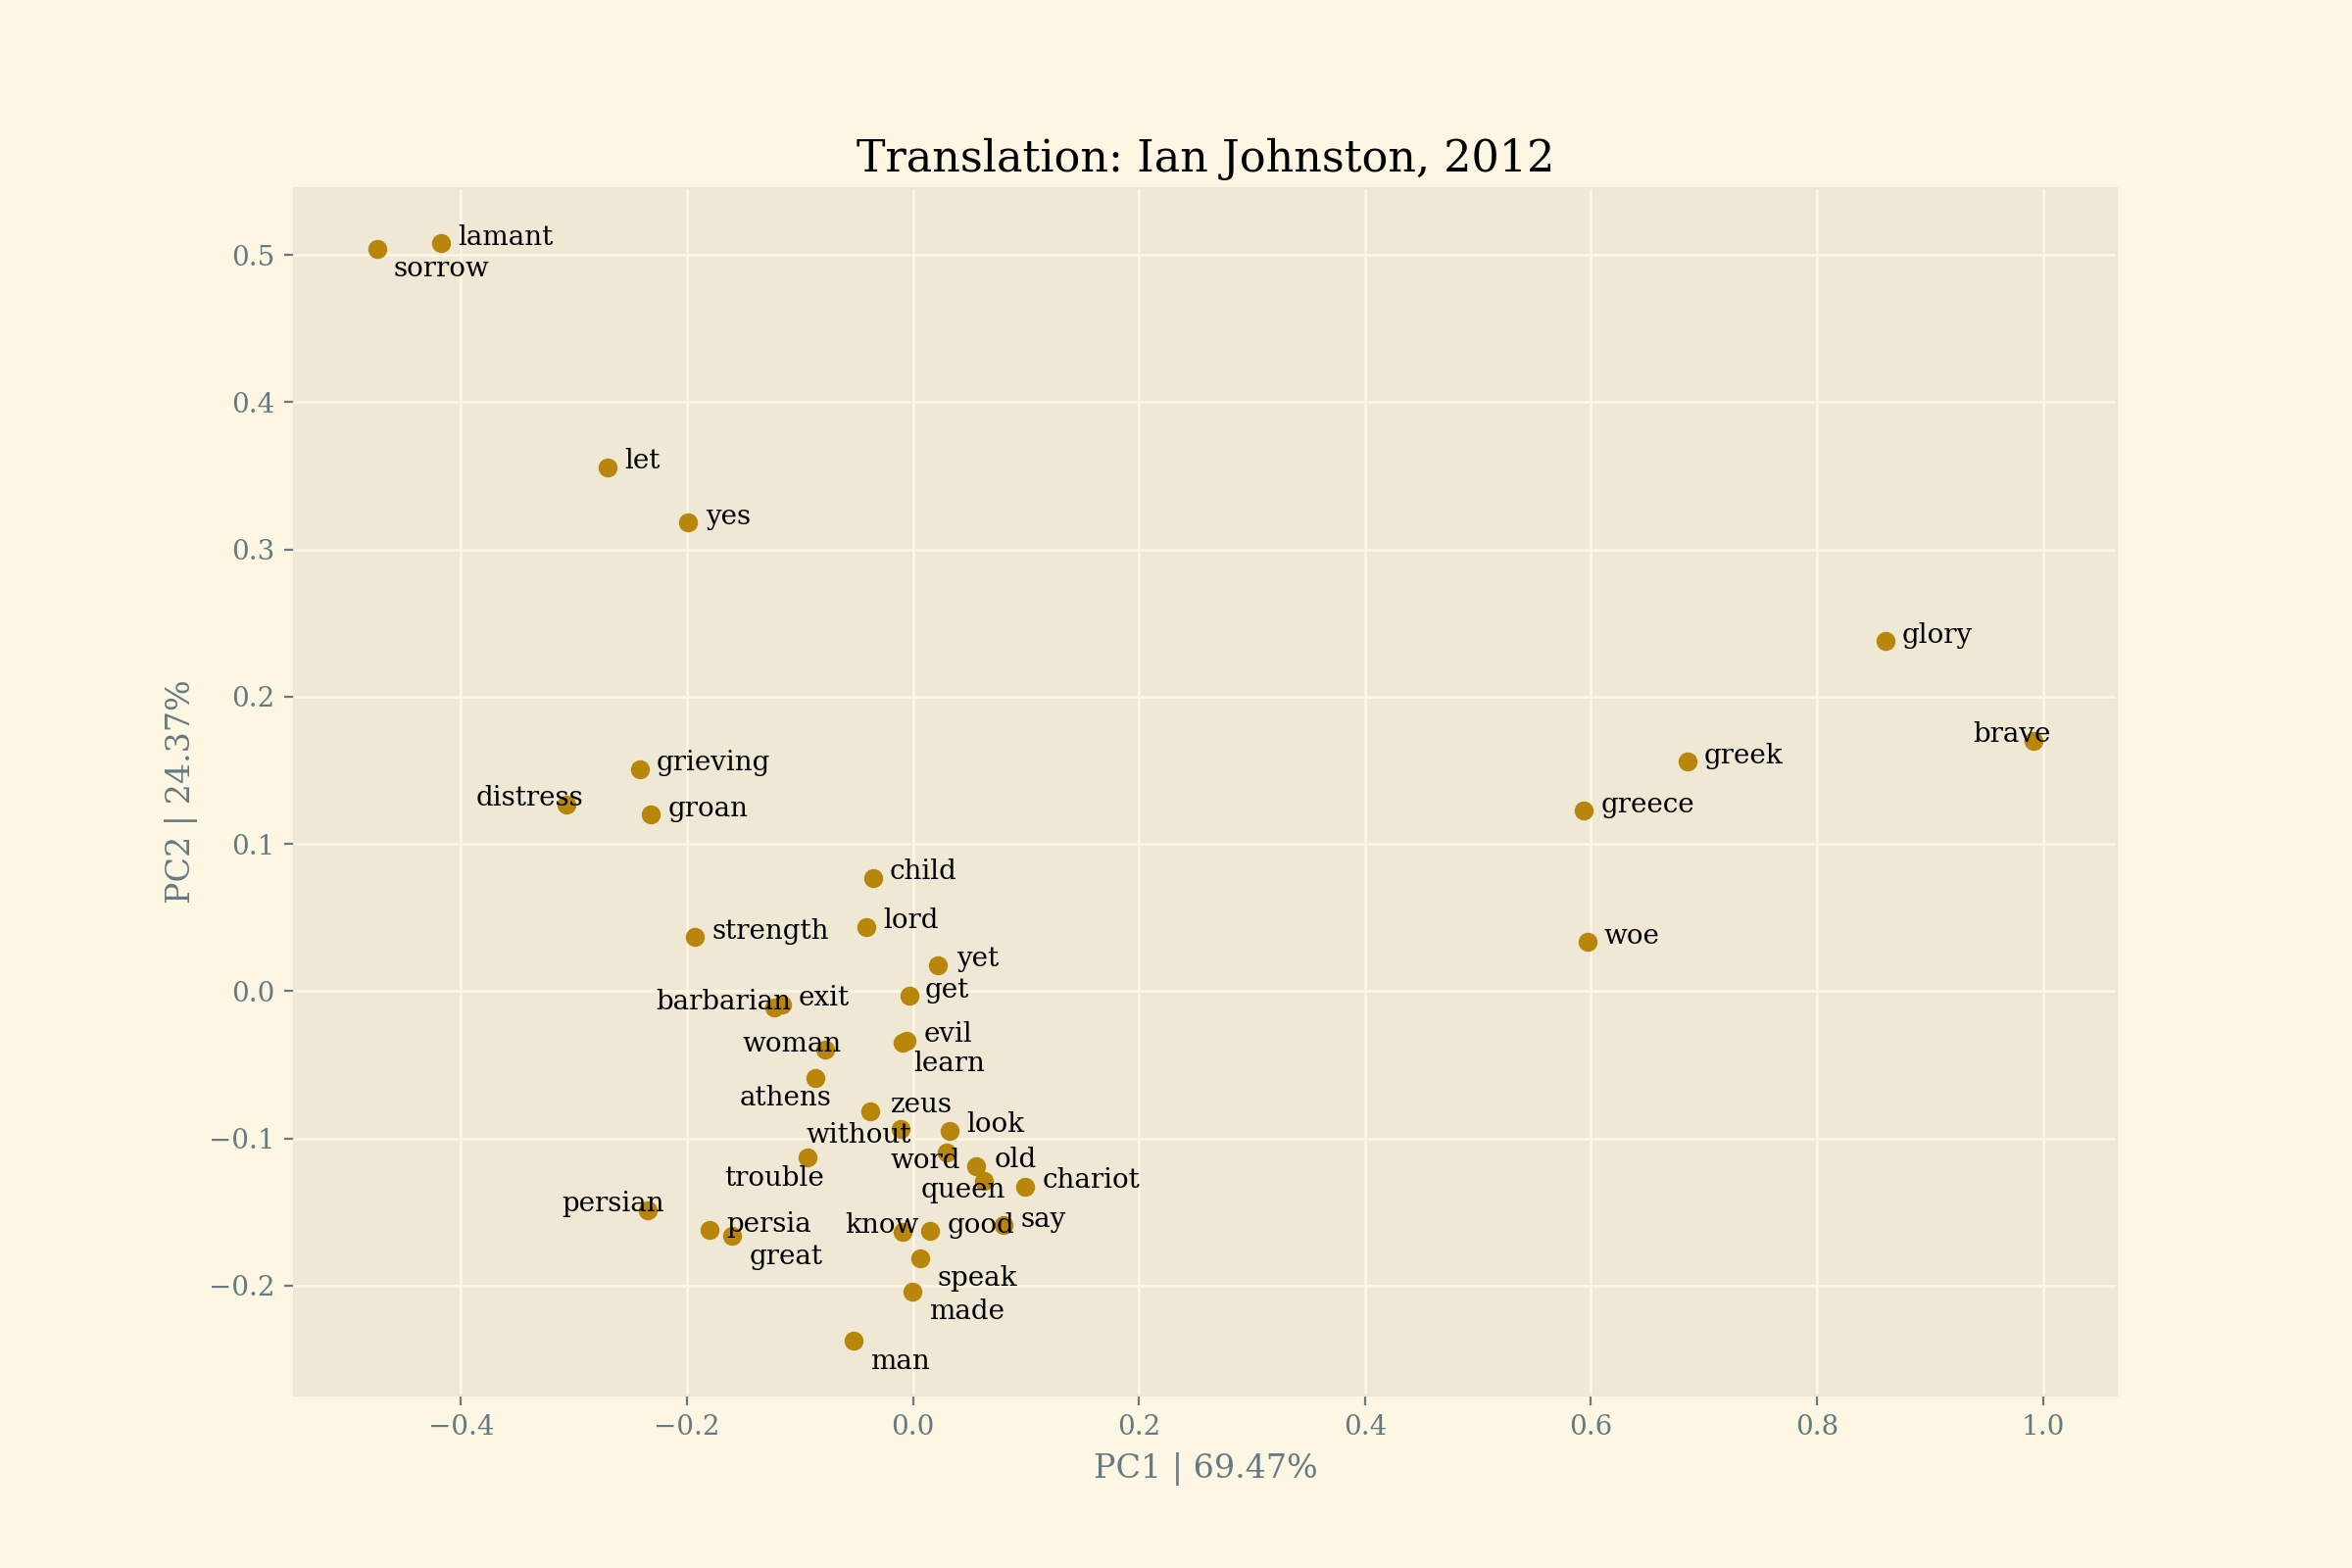 Translation: Ian Johnston, 2012
lamant
sorrow
0.5
0.4
let
yes
0.3
glory
0.2
brave
greek
grieving
distress
greece
groan
0.1
child
lord
strength
woe
yet
get
0.0
exit
barbarian
evil
woman
learn
athens
zeus
look
−0.1
without
word
old
trouble
chariot
queen
persian
persia
know
good
say
great
speak
−0.2
made
man
−0.4
−0.2
0.0
0.2
0.4
0.6
0.8
1.0
PC1 | 69.47%
PC2 | 24.37%